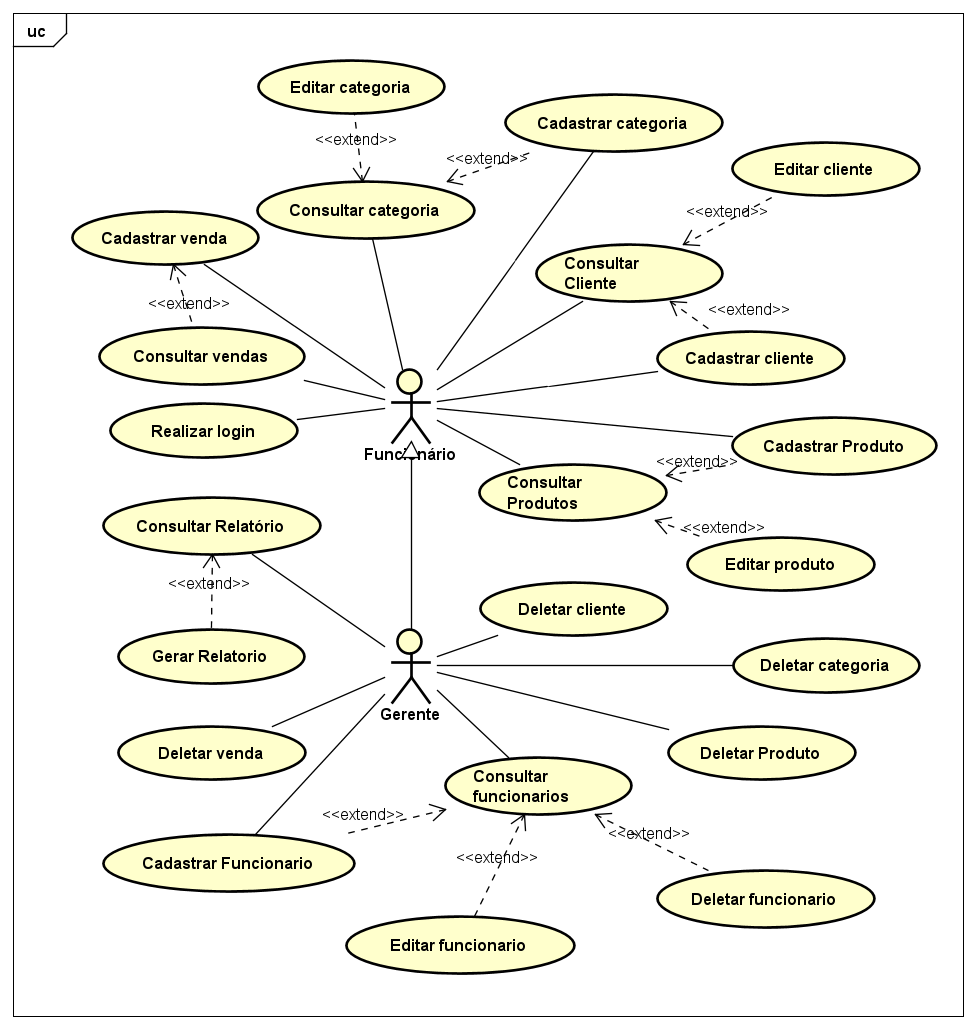 uc
Editar categoria
<<extend>>
Cadastrar categoria
<<extend>>
Editar cliente
Consultar categoria
<<extend>>
Cadastrar venda
Consultar
Cliente
<<extend>>
<<extend>>
Consultar vendas
Cadastrar cliente
Realizar login
Cadastrar Produto
Funcionário
<<extend>>
Consultar
Produtos
Consultar Relatório
<<extend>>
Editar produto
<<extend>>
Deletar cliente
Gerar Relatorio
Deletar categoria
Gerente
Deletar venda
Deletar Produto
Consultar
funcionarios
<<extend>>
<<extend>>
Cadastrar Funcionario
<<extend>>
Deletar funcionario
Editar funcionario